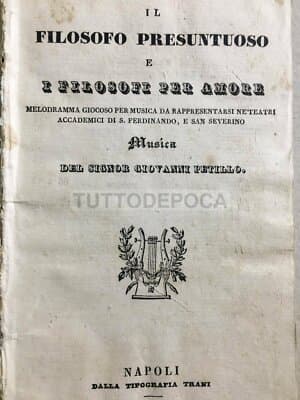 IL
FILOSOFO PRESUNTUOSO
E
I FILOSOFI PER AMORE
MELODRAMMA GIOCOSO PER MUSICA DA RAPPRESENTARSI NE'TEATRI
ACCADEMICI DI S. FERDINANDO, E SAN SEVERINO
Musica
DEL SIGNOR GIOVANNI PETILLO.
TUTTODEPOCA
NAPOLI
DALLA TIPOGRAFIA TRANI